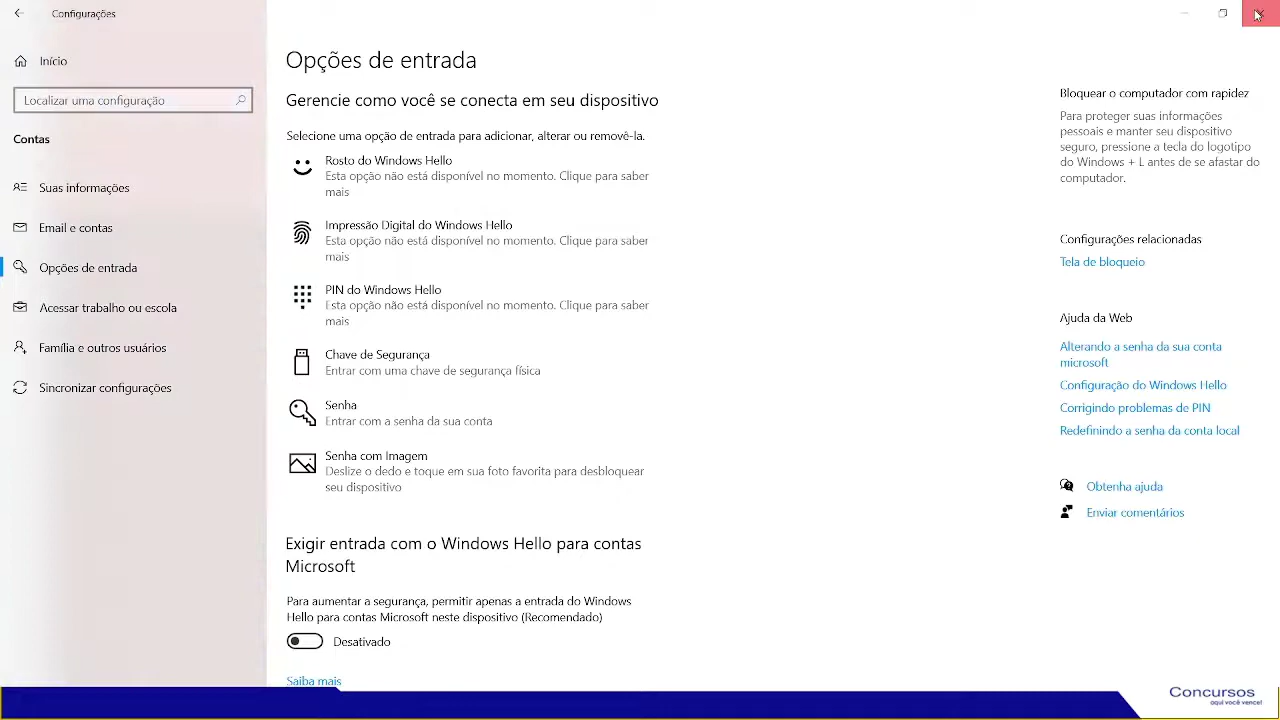 Configurações
Início
Localizar uma configuração
Contas
Suas informações
Email e contas
Opções de entrada
Acessar trabalho ou escola
Família e outros usuários
Sincronizar configurações
Opções de entrada
Gerencie como você se conecta em seu dispositivo
Selecione uma opção de entrada para adicionar, alterar ou removê-la.
Rosto do Windows Hello
Esta opção não está disponível no momento. Clique para saber
mais
Impressão Digital do Windows Hello
Esta opção não está disponível no momento. Clique para saber
mais
PIN do Windows Hello
Esta opção não está disponível no momento. Clique para saber
mais
Chave de Segurança
Entrar com uma chave de segurança física
Senha
Entrar com a senha da sua conta
Senha com Imagem
Deslize o dedo e toque em sua foto favorita para desbloquear
seu dispositivo
Exigir entrada com o Windows Hello para contas
Microsoft
Para aumentar a segurança, permitir apenas a entrada do Windows
Hello para contas Microsoft neste dispositivo (Recomendado)
Desativado
Saiba mais
Bloquear o computador com rapidez
Para proteger suas informações
pessoais e manter seu dispositivo
seguro, pressione a tecla do logotipo
do Windows + L antes de se afastar do
computador.
Configurações relacionadas
Tela de bloqueio
Ajuda da Web
Alterando a senha da sua conta
microsoft
Configuração do Windows Hello
Corrigindo problemas de PIN
Redefinindo a senha da conta local
Obtenha ajuda
Enviar comentários
Concursos
aqui você vence!